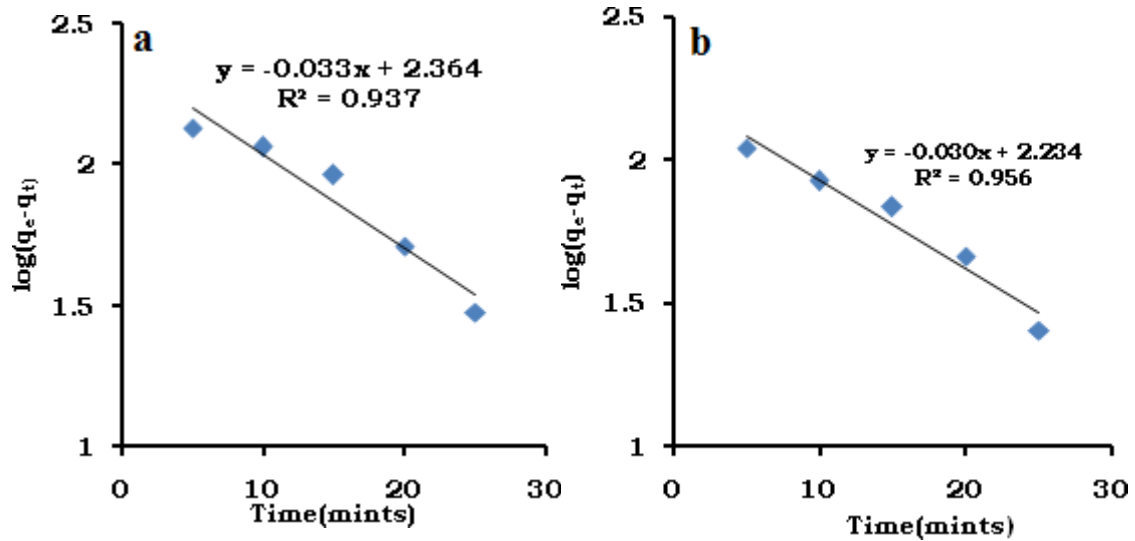 a
y = -0.033x + 2.364
R² = 0.937
2.5
2
1.5
1
log(qe-qt)
0
10
20
30
Time(mints)
b
y = -0.030x + 2.234
R² = 0.956
2.5
2
1.5
1
log(qe-qt)
0
10
20
30
Time(mints)